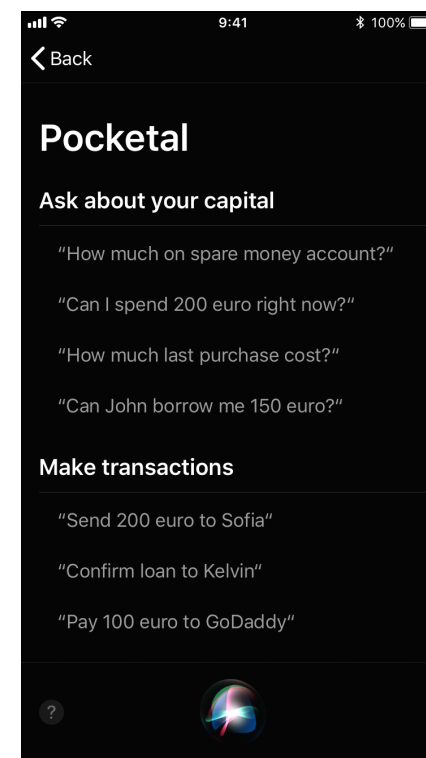 9:41
100%
Back
Pocketal
Ask about your capital
“How much on spare money account?“
“Can I spend 200 euro right now?“
“How much last purchase cost?“
“Can John borrow me 150 euro?“
Make transactions
“Send 200 euro to Sofia“
“Confirm loan to Kelvin“
“Pay 100 euro to GoDaddy“
?